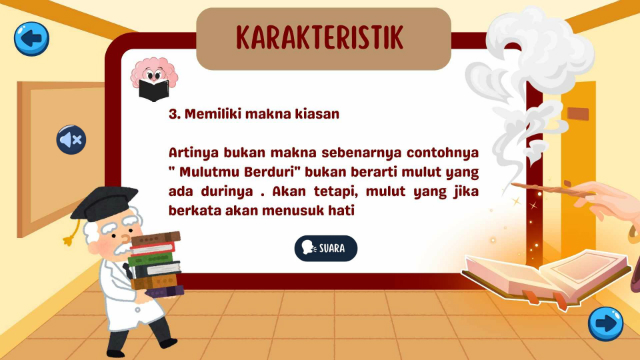 KARAKTERISTIK
3. Memiliki makna kiasan
Artinya bukan makna sebenarnya contohnya
" Mulutmu Berduri" bukan berarti mulut yang
ada durinya . Akan tetapi, mulut yang jika
berkata akan menusuk hati
SUARA